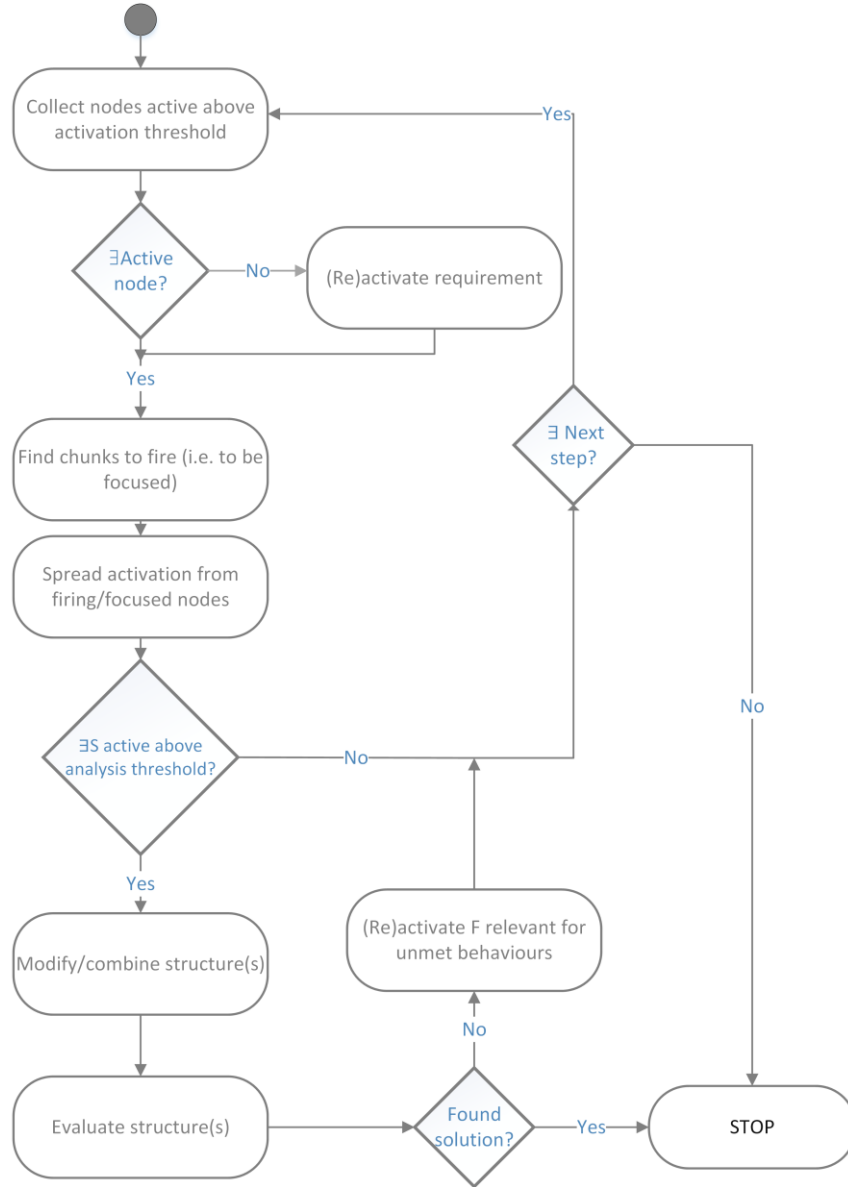 Collect nodes active above
activation threshold
Yes
∃Active
node?
No
(Re)activate requirement
Yes
Find chunks to fire (i.e. to be
focused)
∃ Next
step?
Spread activation from
firing/focused nodes
∃S active above
analysis threshold?
No
No
Yes
(Re)activate F relevant for
unmet behaviours
Modify/combine structure(s)
No
Evaluate structure(s)
Found
solution?
Yes
STOP